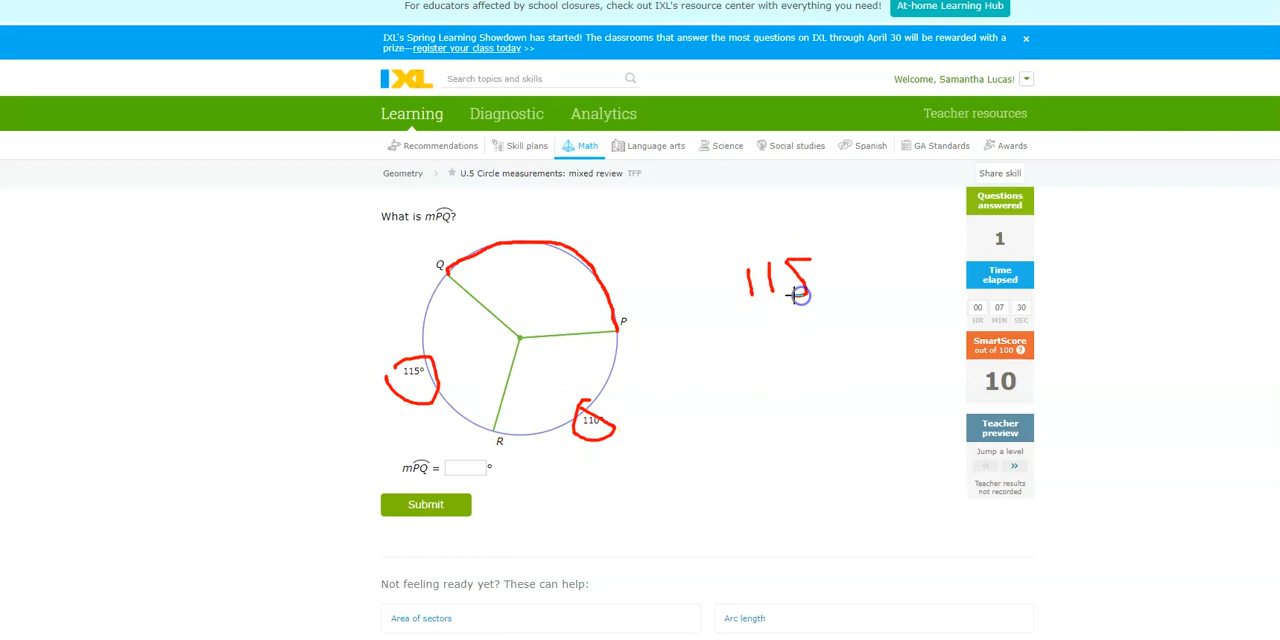 For educators affected by school closures, check out IXL's resource center with everything you need! At-home Learning Hub
IXL's Spring Learning Showdown has started! The classrooms that answer the most questions on IXL through April 30 will be rewarded with a
prize—register your class today >>
×
IXL
Search topics and skills
Welcome, Samantha Lucas!
Learning Diagnostic Analytics Teacher resources
Recommendations Skill plans Math Language arts Science Social studies Spanish GA Standards Awards
Geometry > U.5 Circle measurements: mixed review TFF
Share skill
What is mPQ?
Q
P
115°
110°
R
115
mPQ = °
Submit
Questions
answered
1
Time
elapsed
00 07 30
HR MIN SEC
SmartScore
out of 100 ?
10
Teacher
preview
Jump a level
<< >>
Teacher results
not recorded
Not feeling ready yet? These can help:
Area of sectors
Arc length